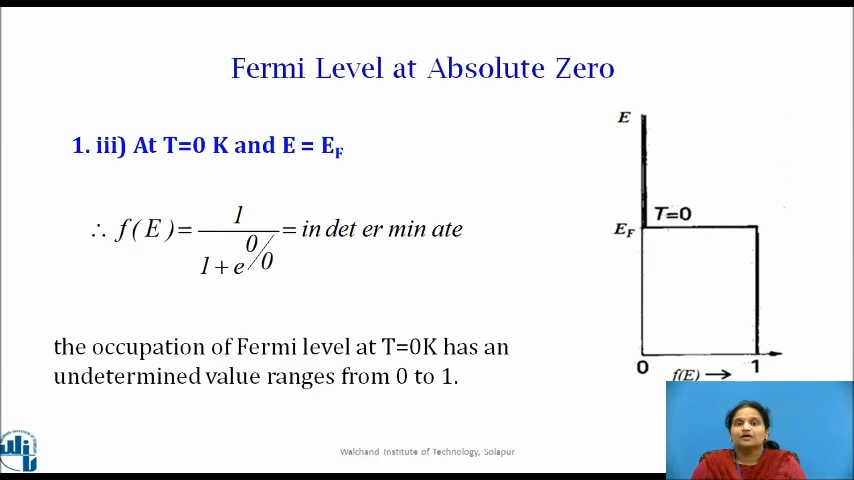 Fermi Level at Absolute Zero
1. iii) At T=0 K and E = E_F
∴ f(E) = 1 / (1 + e^(0/0)) = in det er min ate
the occupation of Fermi level at T=0K has an
undetermined value ranges from 0 to 1.
E
T=0
E_F
0
1
f(E) →
Walchand Institute of Technology, Solapur